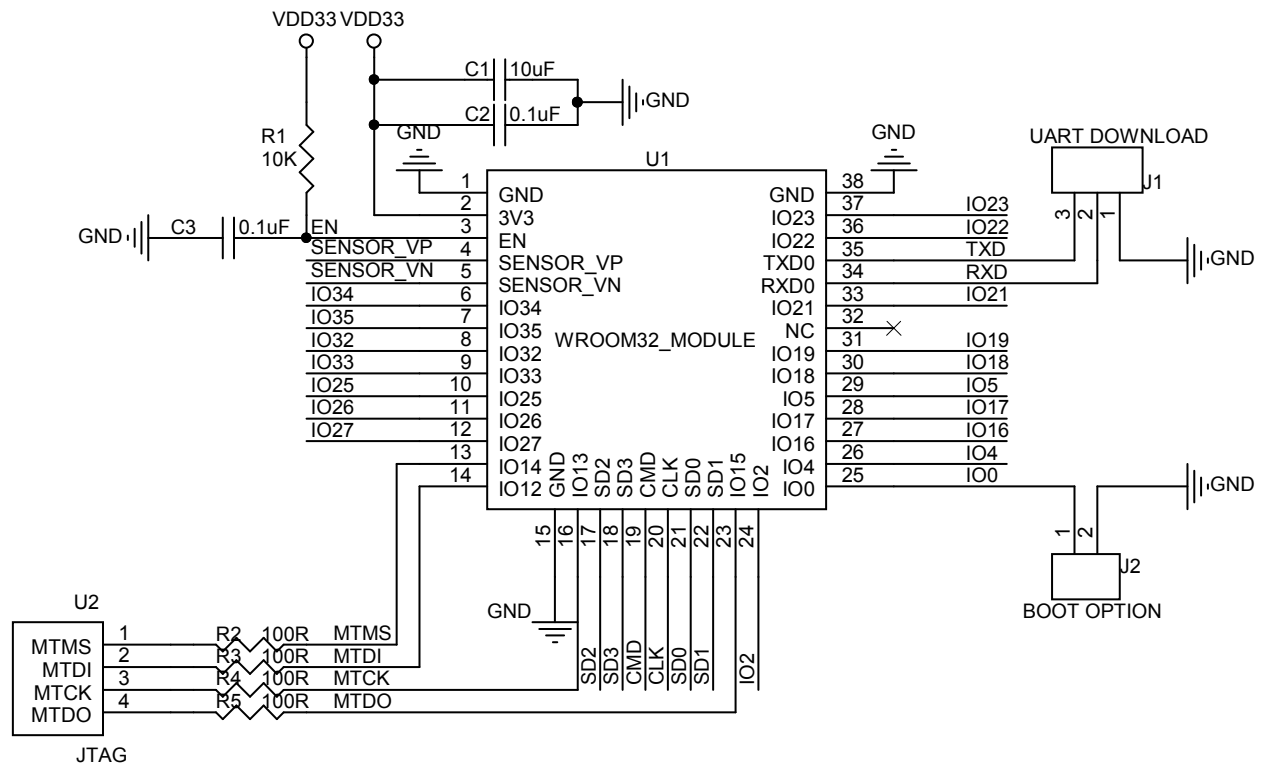 VDD33 VDD33
C1 10uF
GND
C2 0.1uF
R1
10K
GND
GND
UART DOWNLOAD
J1
U1
GND C3 0.1uF EN
SENSOR_VP
SENSOR_VN
IO34
IO35
IO32
IO33
IO25
IO26
IO27
1 GND
2 3V3
3 EN
4 SENSOR_VP
5 SENSOR_VN
6 IO34
7 IO35
8 IO32
9 IO33
10 IO25
11 IO26
12 IO27
13 IO14
14 IO12
WROOM32_MODULE
GND 38
IO23 37 IO23
IO22 36 IO22
TXD0 35 TXD
RXD0 34 RXD
IO21 33 IO21
NC 32
IO19 31 IO19
IO18 30 IO18
IO5 29 IO5
IO17 28 IO17
IO16 27 IO16
IO4 26 IO4
IO0 25 IO0
3 2 1
GND
GND
1 2
J2
BOOT OPTION
GND IO13 SD2 SD3 CMD CLK SD0 SD1 IO15 IO2
15 16 17 18 19 20 21 22 23 24
GND
SD2 SD3 CMD CLK SD0 SD1 IO2
U2
MTMS 1 R2 100R MTMS
MTDI 2 R3 100R MTDI
MTCK 3 R4 100R MTCK
MTDO 4 R5 100R MTDO
JTAG